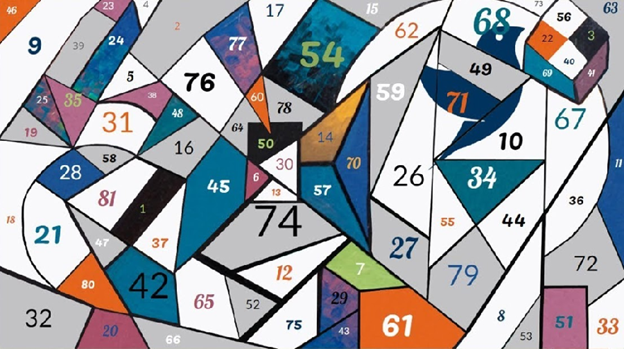 46 23 4 2 17 15 62 68 73 56 63
9 39 24 77 54 22 3
5 76 49 40 69 41
25 35 38 60 78 59 71 67
19 31 48 64 50 14 10
58 16 30 70 11
28 81 45 6 13 57 26 34 36
18 21 1 74 55 44
47 37 27
80 42 12 7 79 72
32 65 52 29 8
20 66 75 43 61 53 51 33